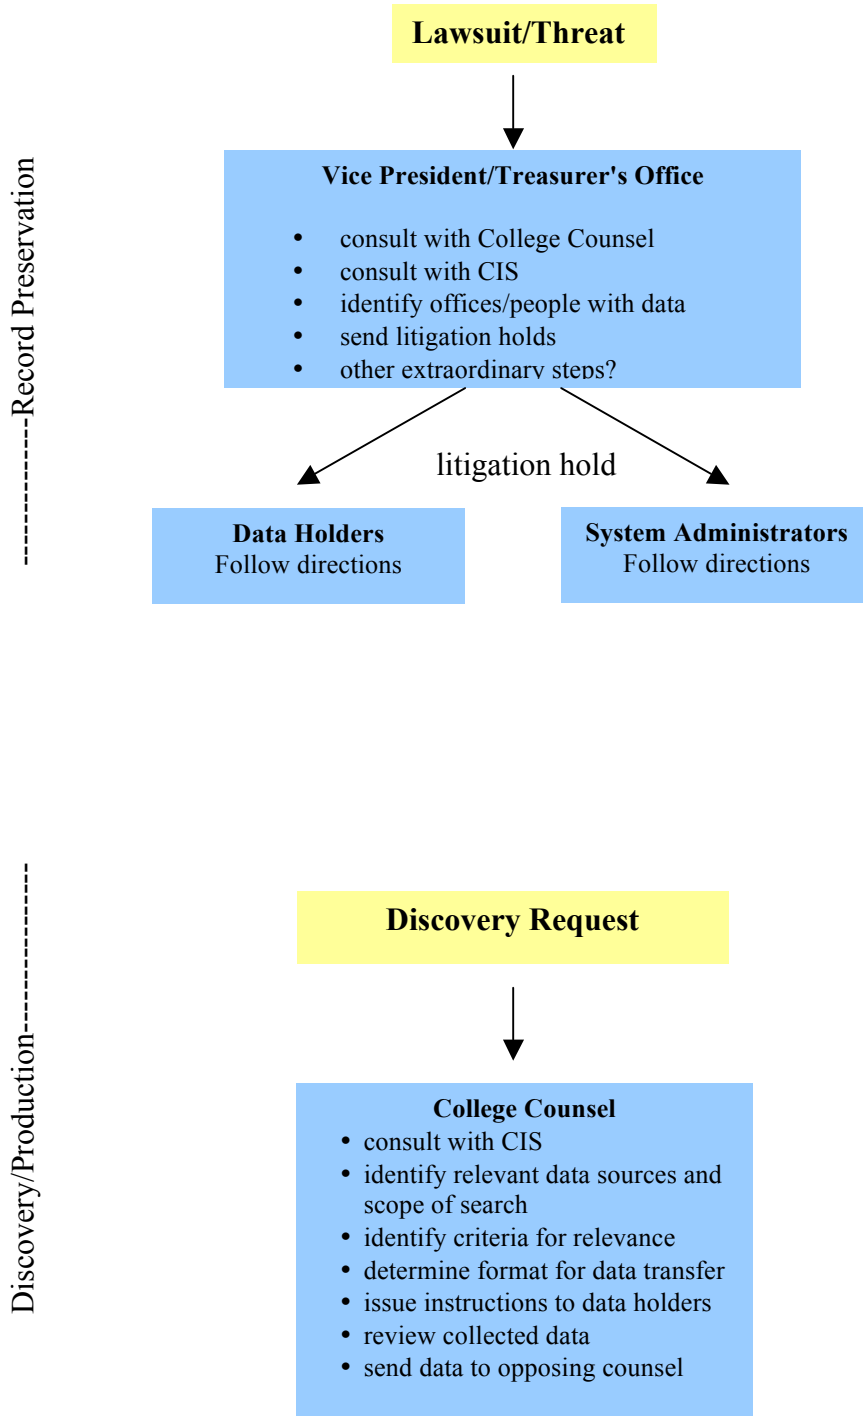 Lawsuit/Threat
-------------Record Preservation
Vice President/Treasurer's Office
• consult with College Counsel
• consult with CIS
• identify offices/people with data
• send litigation holds
• other extraordinary steps?
litigation hold
Data Holders
Follow directions
System Administrators
Follow directions
Discovery/Production-----------------
Discovery Request
College Counsel
• consult with CIS
• identify relevant data sources and
scope of search
• identify criteria for relevance
• determine format for data transfer
• issue instructions to data holders
• review collected data
• send data to opposing counsel